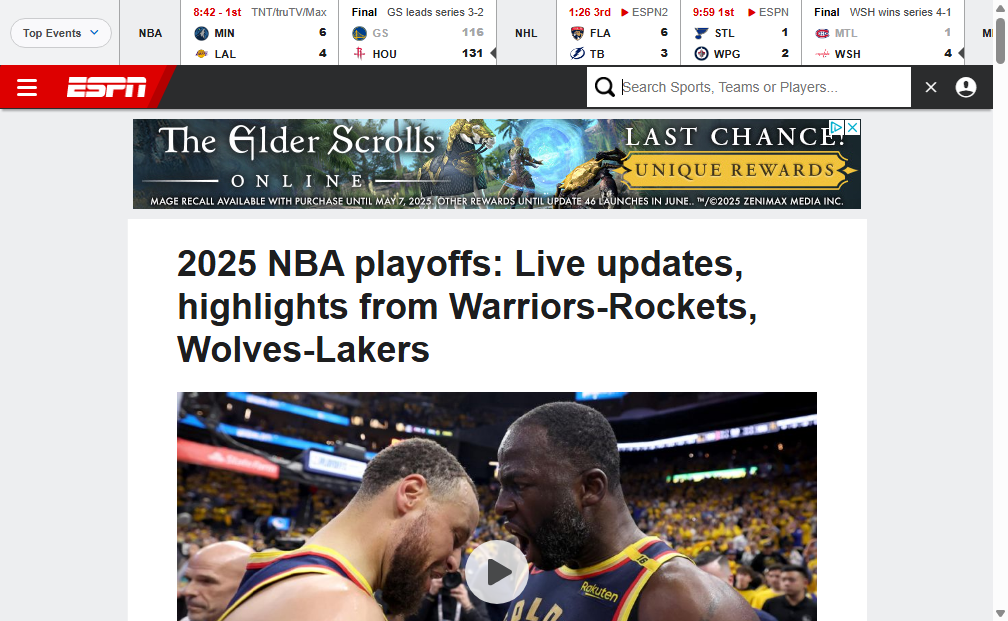 Top Events
NBA
8:42 - 1st TNT/truTV/Max
MIN 6
LAL 4
Final GS leads series 3-2
GS 116
HOU 131
NHL
1:26 3rd ESPN2
FLA 6
TB 3
9:59 1st ESPN
STL 1
WPG 2
Final WSH wins series 4-1
MTL 1
WSH 4
ESPN
Search Sports, Teams or Players...
The Elder Scrolls
ONLINE
LAST CHANCE!
UNIQUE REWARDS
MAGE RECALL AVAILABLE WITH PURCHASE UNTIL MAY 7, 2025. OTHER REWARDS UNTIL UPDATE 46 LAUNCHES IN JUNE.. ™/©2025 ZENIMAX MEDIA INC.
2025 NBA playoffs: Live updates,
highlights from Warriors-Rockets,
Wolves-Lakers
State Farm
Rakuten